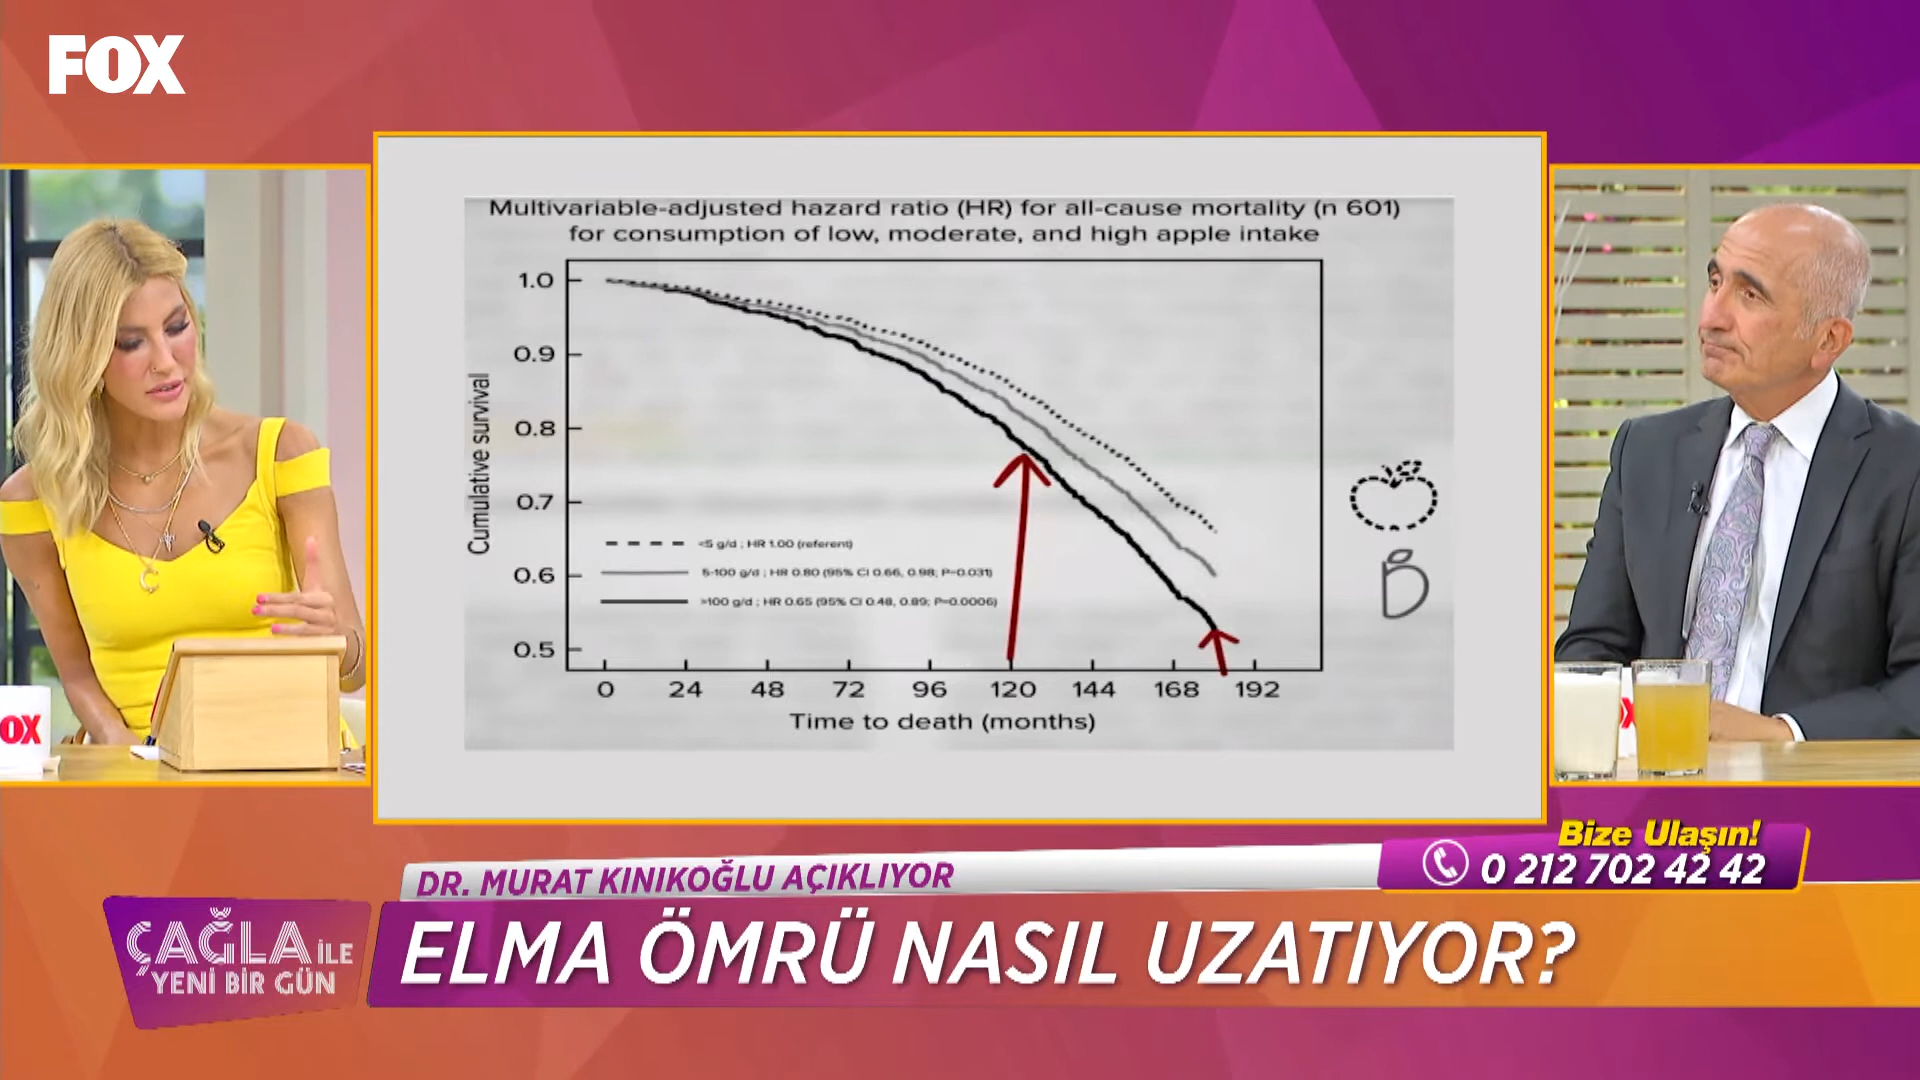 FOX
Multivariable-adjusted hazard ratio (HR) for all-cause mortality (n 601)
for consumption of low, moderate, and high apple intake
Cumulative survival
1.0
0.9
0.8
0.7
0.6
0.5
<5 g/d ; HR 1.00 (referent)
5-100 g/d ; HR 0.80 (95% CI 0.66, 0.98; P=0.031)
>100 g/d ; HR 0.65 (95% CI 0.48, 0.89; P=0.0006)
0 24 48 72 96 120 144 168 192
Time to death (months)
OX
Bize Ulaşın!
0 212 702 42 42
DR. MURAT KINIKOĞLU AÇIKLIYOR
ÇAĞLA İLE
YENİ BİR GÜN
ELMA ÖMRÜ NASIL UZATIYOR?